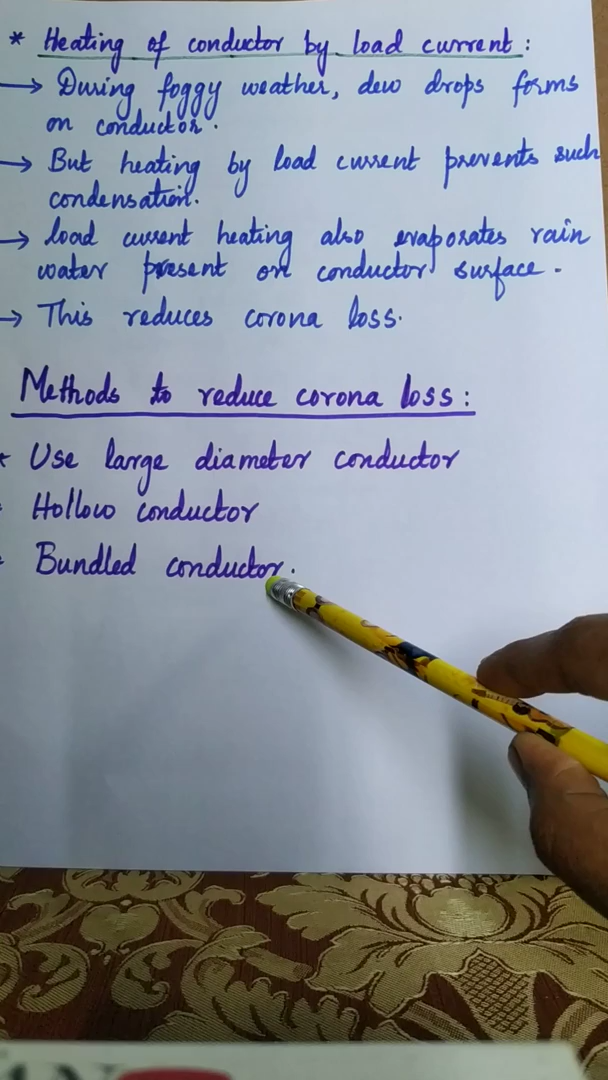 * Heating of conductor by load current :
→ During foggy weather, dew drops forms
on conductor.
→ But heating by load current prevents such
condensation.
→ load current heating also evaporates rain
water present on conductor surface.
→ This reduces corona loss.
Methods to reduce corona loss :
* Use large diameter conductor
Hollow conductor
Bundled conductor.